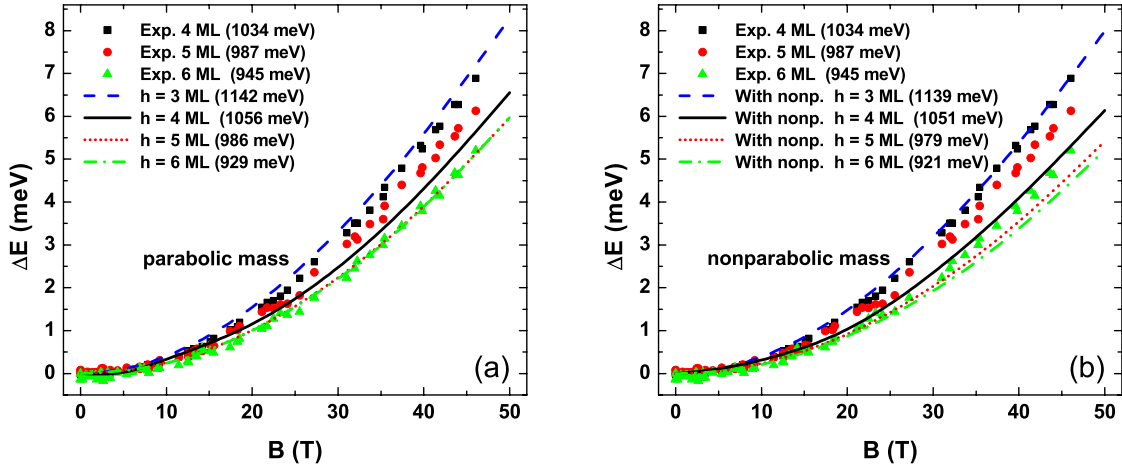 8
7
6
5
4
3
2
1
0
ΔE (meV)
Exp. 4 ML (1034 meV)
Exp. 5 ML (987 meV)
Exp. 6 ML (945 meV)
h = 3 ML (1142 meV)
h = 4 ML (1056 meV)
h = 5 ML (986 meV)
h = 6 ML (929 meV)
parabolic mass
(a)
0 10 20 30 40 50
B (T)
8
7
6
5
4
3
2
1
0
ΔE (meV)
Exp. 4 ML (1034 meV)
Exp. 5 ML (987 meV)
Exp. 6 ML (945 meV)
With nonp. h = 3 ML (1139 meV)
With nonp. h = 4 ML (1051 meV)
With nonp. h = 5 ML (979 meV)
With nonp. h = 6 ML (921 meV)
nonparabolic mass
(b)
0 10 20 30 40 50
B (T)